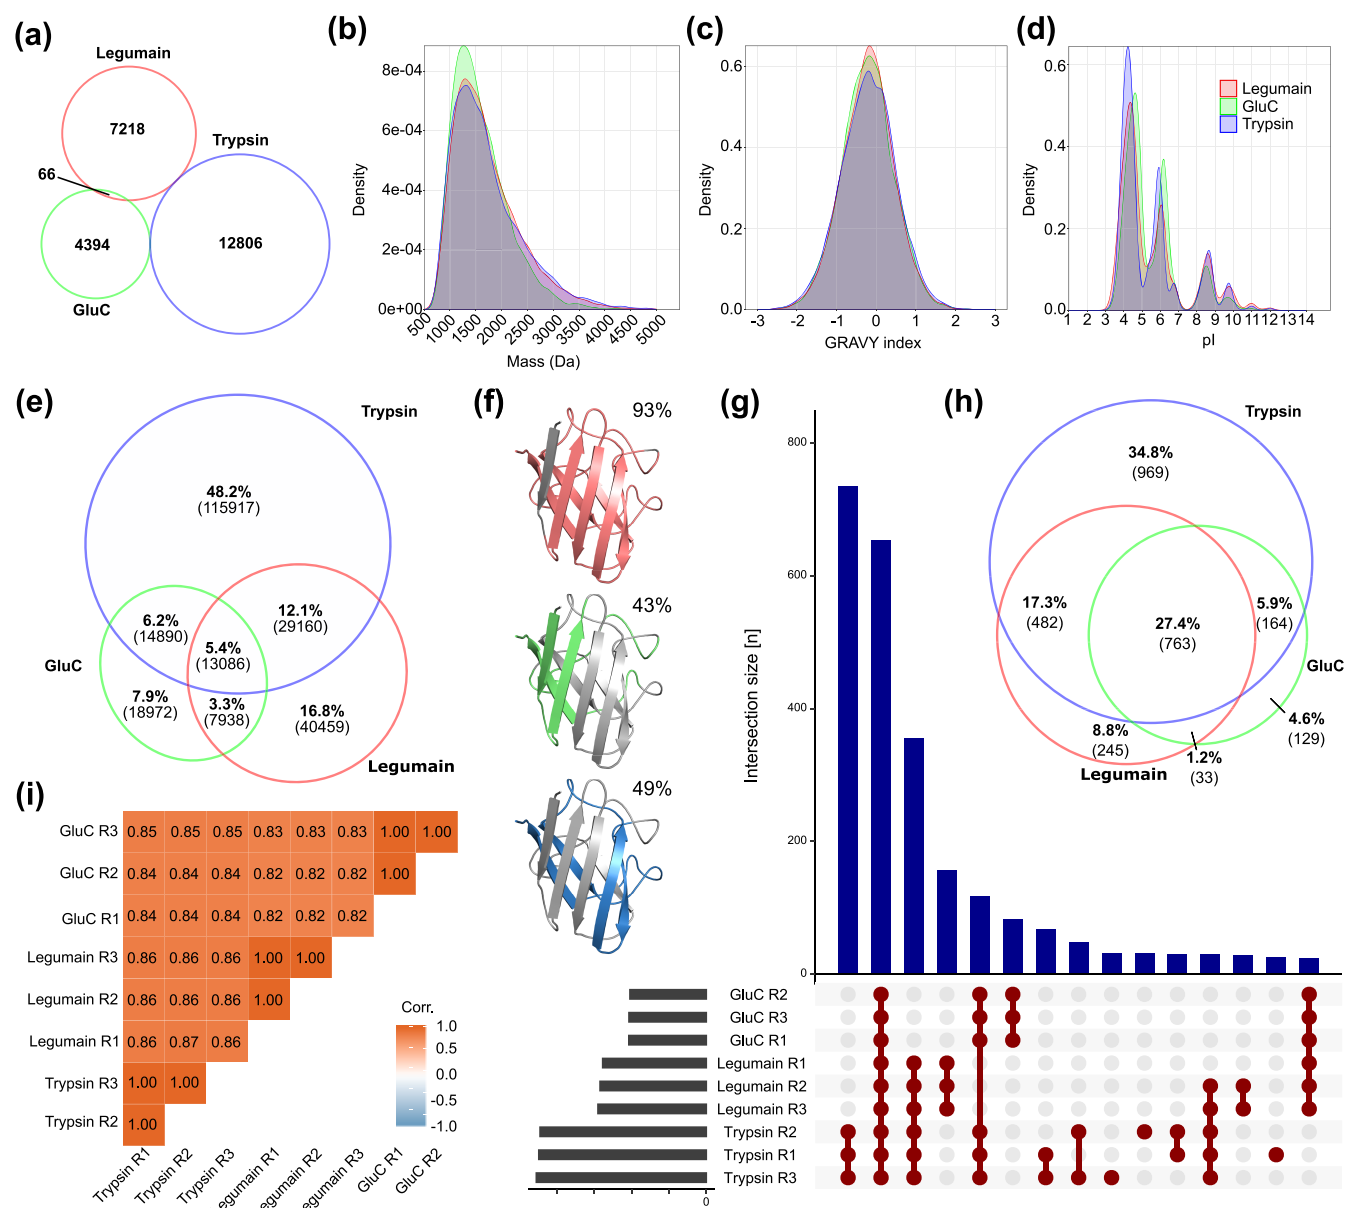 (a)
Legumain
7218
Trypsin
66
4394
12806
GluC
(b)
8e-04
6e-04
4e-04
2e-04
0e+00
Density
500
1000
1500
2000
2500
3000
3500
4000
4500
5000
Mass (Da)
(c)
0.6
0.4
0.2
0.0
Density
-3 -2 -1 0 1 2 3
GRAVY index
(d)
0.6
0.4
0.2
0.0
Density
Legumain
GluC
Trypsin
1 2 3 4 5 6 7 8 9 10 11 12 13 14
pI
(e)
Trypsin
48.2%
(115917)
6.2%
(14890)
12.1%
(29160)
5.4%
(13086)
GluC
7.9%
(18972)
3.3%
(7938)
16.8%
(40459)
Legumain
(f)
93%
43%
49%
(g)
800
600
400
200
0
Intersection size [n]
GluC R2
GluC R3
GluC R1
Legumain R1
Legumain R2
Legumain R3
Trypsin R2
Trypsin R1
Trypsin R3
0
(h)
Trypsin
34.8%
(969)
17.3%
(482)
27.4%
(763)
5.9%
(164)
GluC
4.6%
(129)
8.8%
(245)
1.2%
(33)
Legumain
(i)
GluC R3 0.85 0.85 0.85 0.83 0.83 0.83 1.00 1.00
GluC R2 0.84 0.84 0.84 0.82 0.82 0.82 1.00
GluC R1 0.84 0.84 0.84 0.82 0.82 0.82
Legumain R3 0.86 0.86 0.86 1.00 1.00
Legumain R2 0.86 0.86 0.86 1.00
Legumain R1 0.86 0.87 0.86
Trypsin R3 1.00 1.00
Trypsin R2 1.00
Trypsin R1
Trypsin R2
Trypsin R3
egumain R1
egumain R2
egumain R3
GluC R1
GluC R2
Corr.
1.0
0.5
0.0
-0.5
-1.0